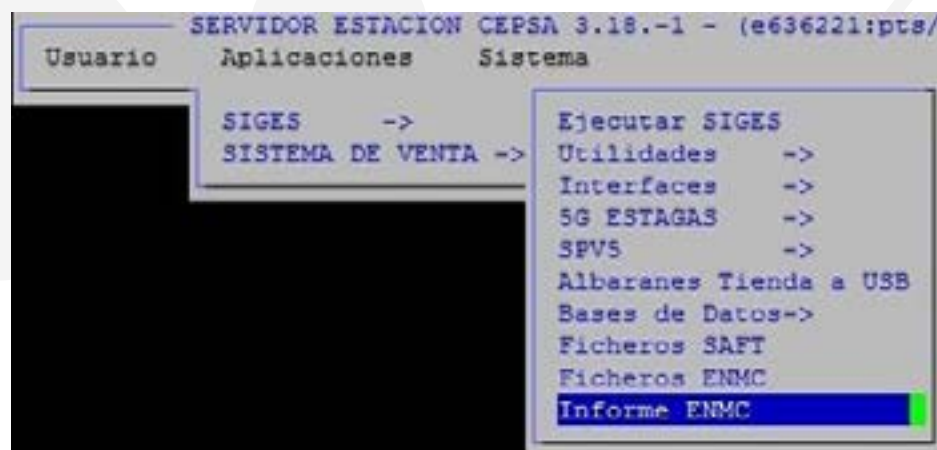 SERVIDOR ESTACION CEPSA 3.18.-1 - (e636221:pts/
Usuario Aplicaciones Sistema
SIGES ->
SISTEMA DE VENTA ->
Ejecutar SIGES
Utilidades ->
Interfaces ->
5G ESTAGAS ->
SPV5 ->
Albaranes Tienda a USB
Bases de Datos->
Ficheros SAFT
Ficheros ENMC
Informe ENMC